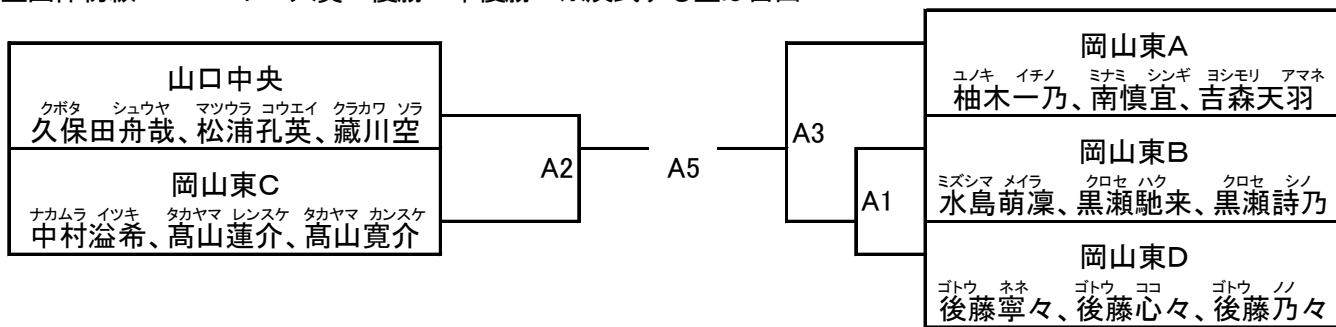 山口中央
クボタ シュウヤ マツウラ コウエイ クラカワ ソラ
久保田舟哉、松浦孔英、藏川空
岡山東C
ナカムラ イツキ タカヤマ レンスケ タカヤマ カンスケ
中村溢希、髙山蓮介、髙山寛介
A2
A5
A3
A1
岡山東A
ユノキ イチノ ミナミ シンギ ヨシモリ アマネ
柚木一乃、南慎宜、吉森天羽
岡山東B
ミズシマ メイラ クロセ ハク クロセ シノ
水島萌凜、黒瀬馳来、黒瀬詩乃
岡山東D
ゴトウ ネネ ゴトウ ココ ゴトウ ノノ
後藤寧々、後藤心々、後藤乃々